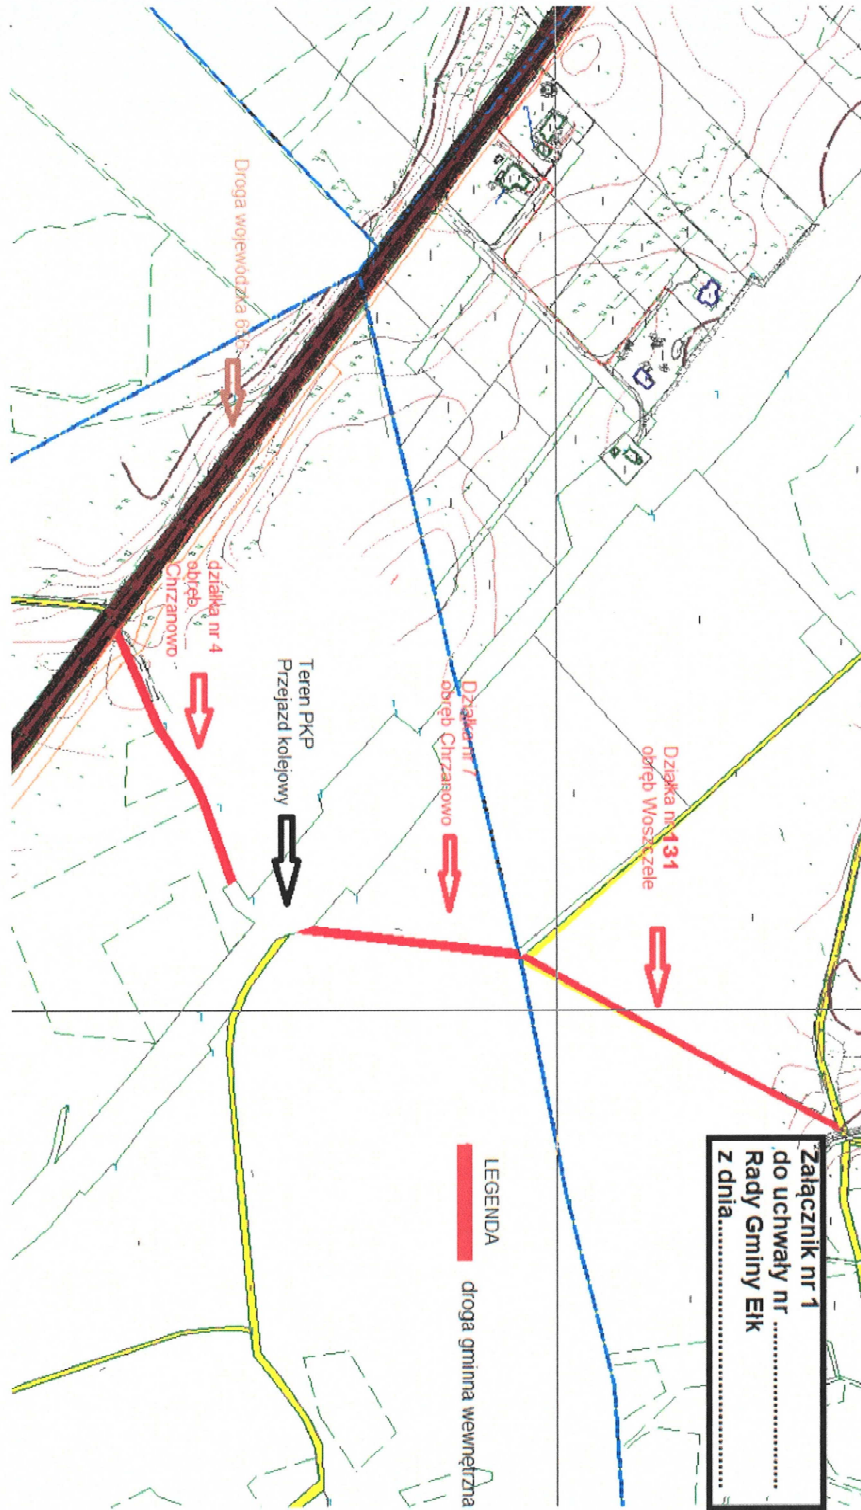 Załącznik nr 1
do uchwały nr ................................
Rady Gminy Ełk
z dnia........................................
Działka nr 131
obręb Woszczele
Działka nr 7
obręb Chrzanowo
Teren PKP
Przejazd kolejowy
działka nr 4
obręb
Chrzanowo
Droga wojewódzka
LEGENDA
droga gminna wewnętrzna